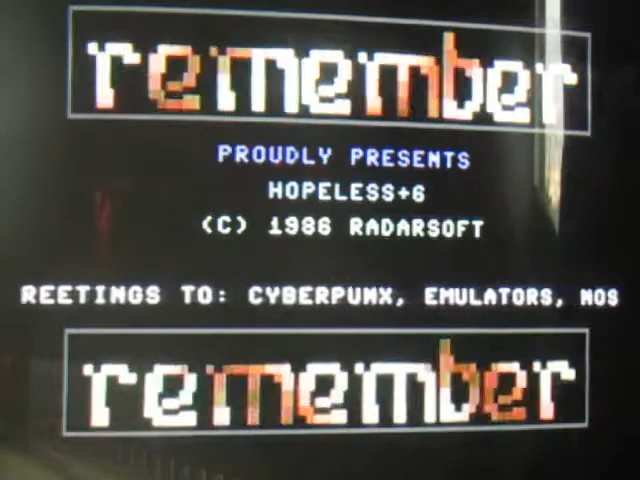 remember
PROUDLY PRESENTS
HOPELESS+6
(C) 1986 RADARSOFT
REETINGS TO: CYBERPUNX, EMULATORS, NOS
remember